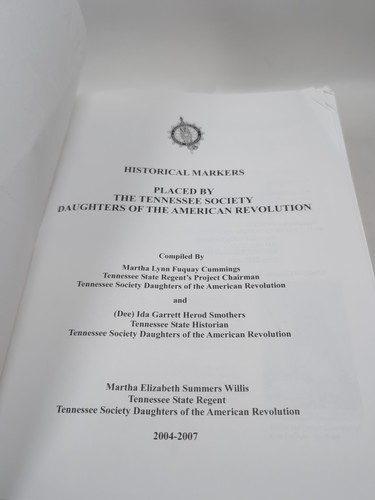 HISTORICAL MARKERS
PLACED BY
THE TENNESSEE SOCIETY
DAUGHTERS OF THE AMERICAN REVOLUTION
Compiled By
Martha Lynn Fuquay Cummings
Tennessee State Regent's Project Chairman
Tennessee Society Daughters of the American Revolution
and
(Dee) Ida Garrett Herod Smothers
Tennessee State Historian
Tennessee Society Daughters of the American Revolution
Martha Elizabeth Summers Willis
Tennessee State Regent
Tennessee Society Daughters of the American Revolution
2004-2007